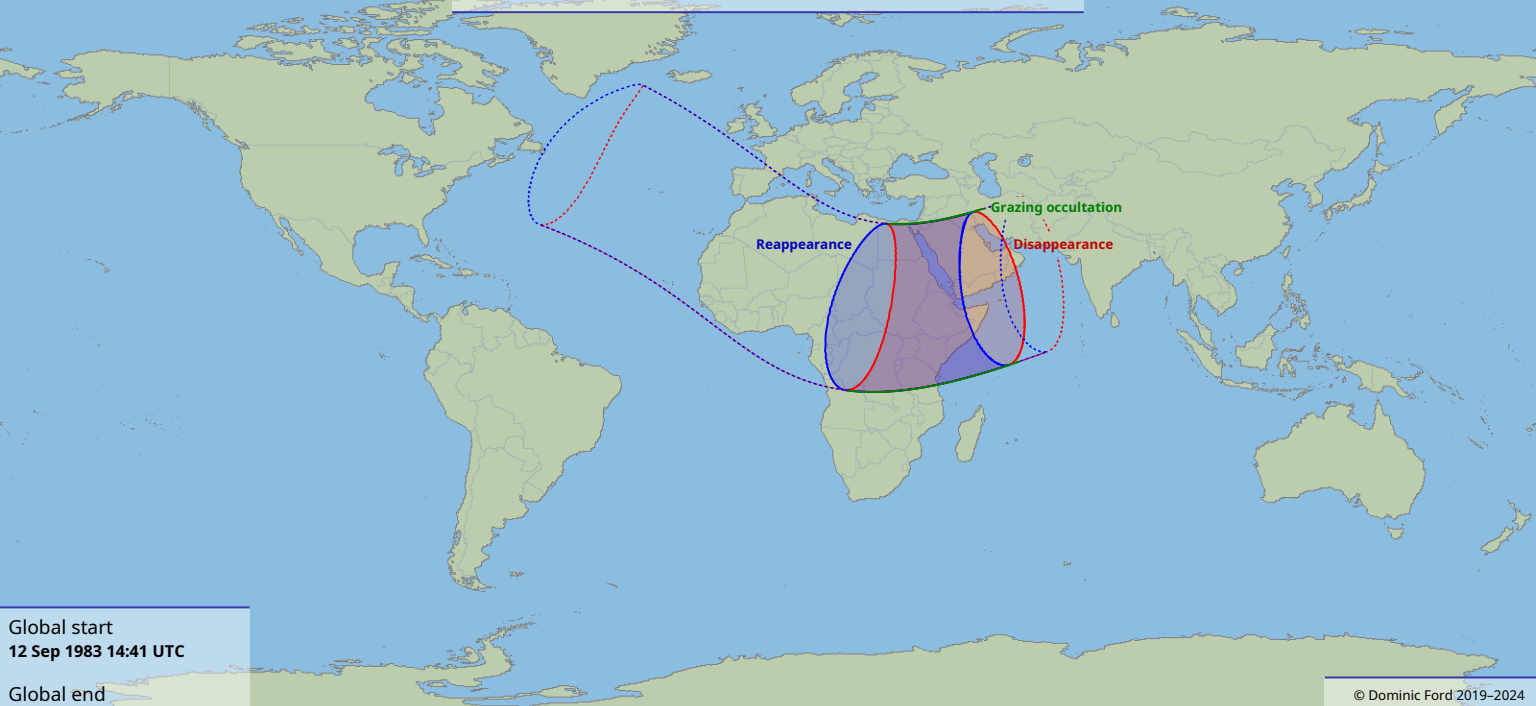 Grazing occultation
Reappearance
Disappearance
Global start
12 Sep 1983 14:41 UTC
Global end
© Dominic Ford 2019–2024